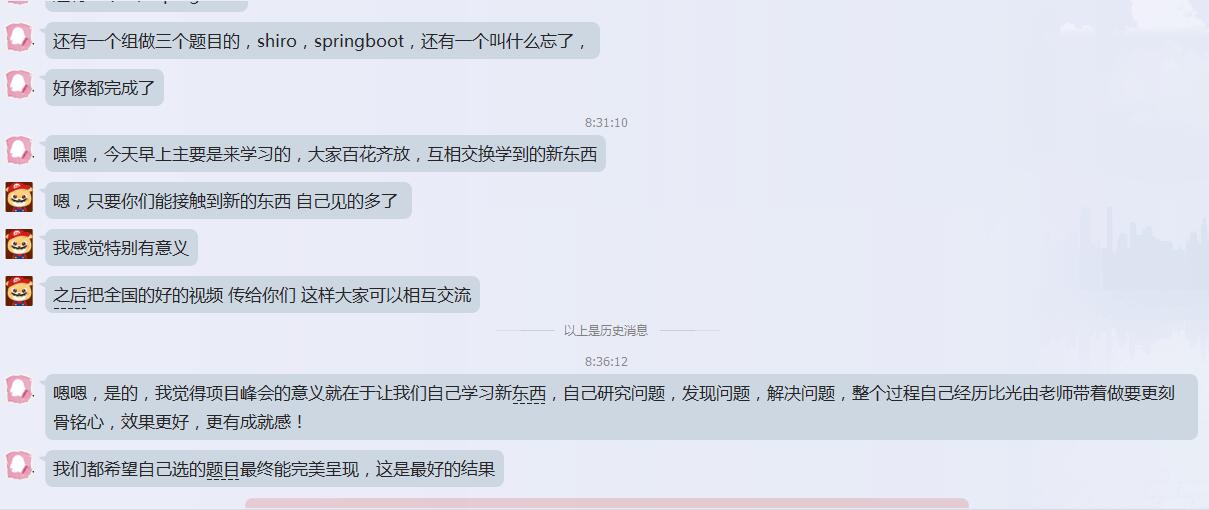 还有一个组做三个题目的，shiro，springboot，还有一个叫什么忘了，
好像都完成了
8:31:10
嘿嘿，今天早上主要是来学习的，大家百花齐放，互相交换学到的新东西
嗯，只要你们能接触到新的东西 自己见的多了
我感觉特别有意义
之后把全国的好的视频 传给你们 这样大家可以相互交流
以上是历史消息
8:36:12
嗯嗯，是的，我觉得项目峰会的意义就在于让我们自己学习新东西，自己研究问题，发现问题，解决问题，整个过程自己经历比光由老师带着做要更刻
骨铭心，效果更好，更有成就感！
我们都希望自己选的题目最终能完美呈现，这是最好的结果